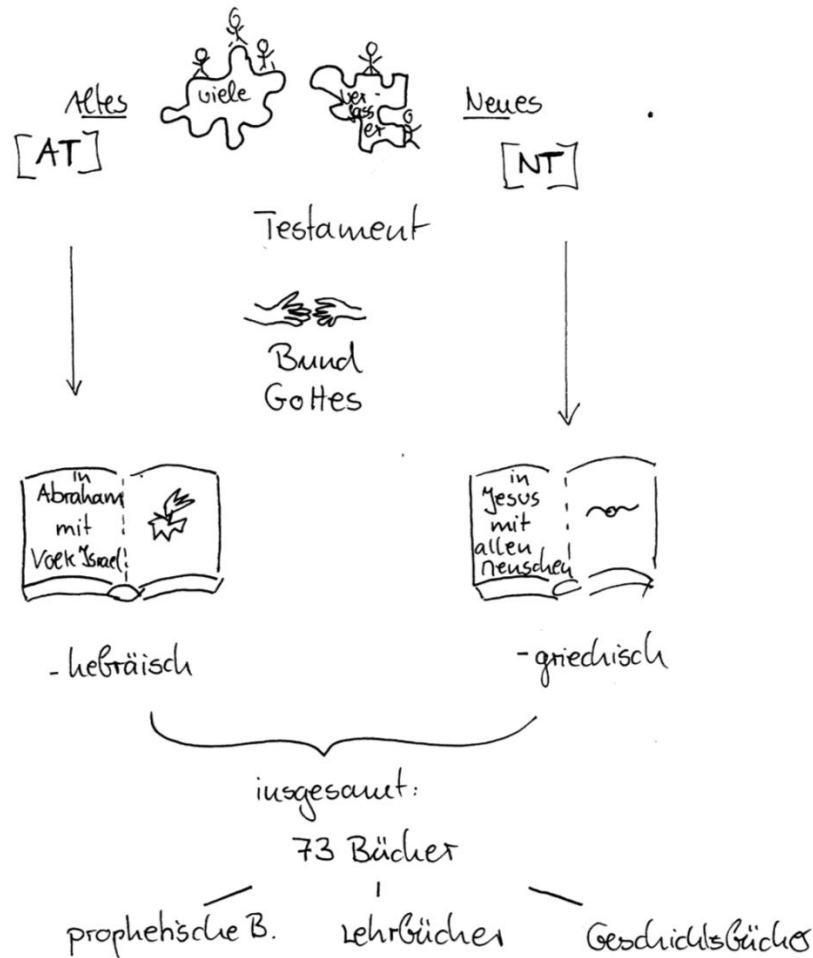 Altes
viele
ver-
fass
er
Neues
[AT]
[NT]
Testament
Bund
Gottes
in
Abraham
mit
Volk Israel
in
Jesus
mit
allen
Menschen
- hebräisch
- griechisch
insgesamt:
73 Bücher
prophetische B.
Lehrbücher
Geschichtsbücher